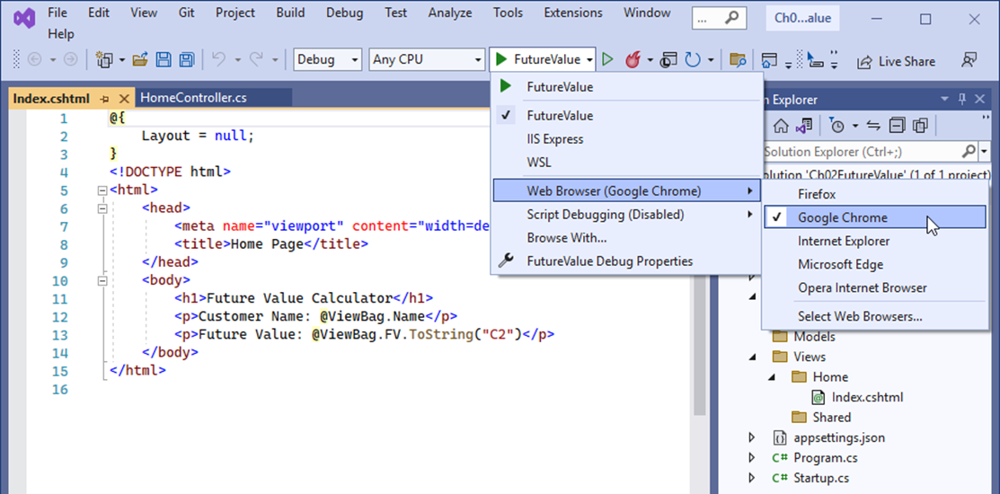 File Edit View Git Project Build Debug Test Analyze Tools Extensions Window ... Ch0...alue
Help
Debug Any CPU FutureValue Live Share
Index.cshtml HomeController.cs
FutureValue
FutureValue
IIS Express
WSL
Web Browser (Google Chrome)
Script Debugging (Disabled)
Browse With...
FutureValue Debug Properties
Firefox
Google Chrome
Internet Explorer
Microsoft Edge
Opera Internet Browser
Select Web Browsers...
1 @{
2 Layout = null;
3 }
4 <!DOCTYPE html>
5 <html>
6 <head>
7 <meta name="viewport" content="width=de
8 <title>Home Page</title>
9 </head>
10 <body>
11 <h1>Future Value Calculator</h1>
12 <p>Customer Name: @ViewBag.Name</p>
13 <p>Future Value: @ViewBag.FV.ToString("C2")</p>
14 </body>
15 </html>
16
n Explorer
Solution Explorer (Ctrl+;)
olution 'Ch02FutureValue' (1 of 1 project)
Models
Views
Home
Index.cshtml
Shared
appsettings.json
C# Program.cs
C# Startup.cs